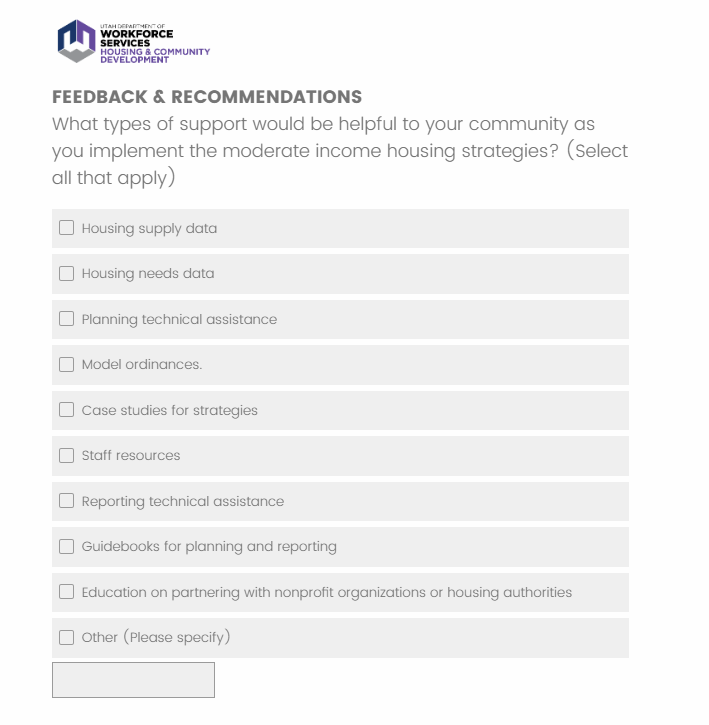 UTAH DEPARTMENT OF
WORKFORCE
SERVICES
HOUSING & COMMUNITY
DEVELOPMENT
FEEDBACK & RECOMMENDATIONS
What types of support would be helpful to your community as
you implement the moderate income housing strategies? (Select
all that apply)
Housing supply data
Housing needs data
Planning technical assistance
Model ordinances.
Case studies for strategies
Staff resources
Reporting technical assistance
Guidebooks for planning and reporting
Education on partnering with nonprofit organizations or housing authorities
Other (Please specify)